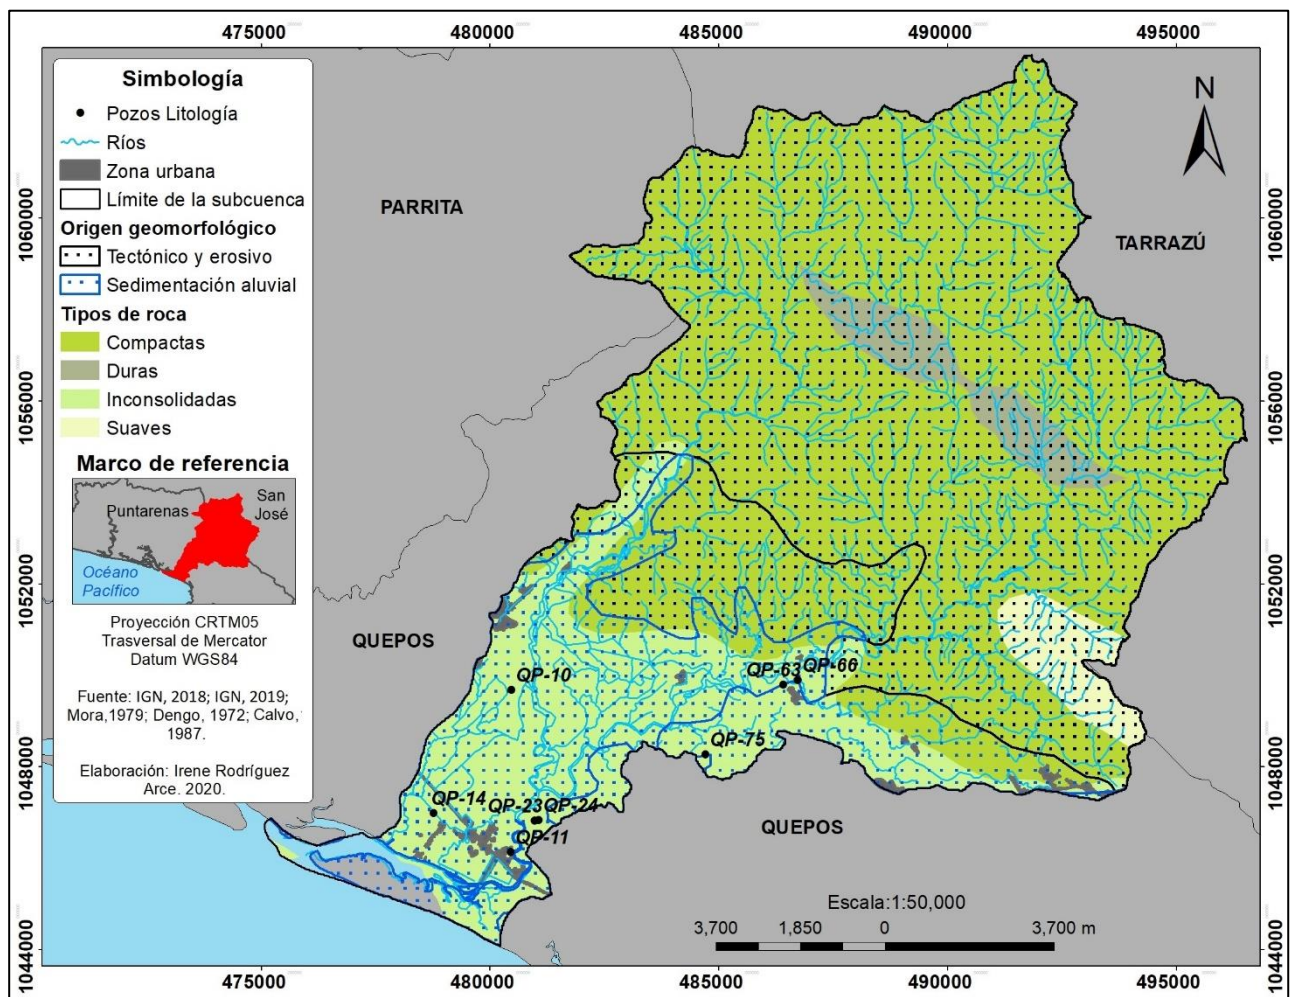 475000 480000 485000 490000 495000
Simbología
Pozos Litología
Ríos
Zona urbana
Límite de la subcuenca
Origen geomorfológico
Tectónico y erosivo
Sedimentación aluvial
Tipos de roca
Compactas
Duras
Inconsolidadas
Suaves
Marco de referencia
Puntarenas
San
José
Océano
Pacífico
Proyección CRTM05
Trasversal de Mercator
Datum WGS84
Fuente: IGN, 2018; IGN, 2019;
Mora,1979; Dengo, 1972; Calvo,
1987.
Elaboración: Irene Rodríguez
Arce. 2020.
N
PARRITA
TARRAZÚ
QUEPOS
QP-10
QP-63
QP-66
QP-75
QP-14
QP-23
QP-24
QP-11
QUEPOS
Escala:1:50,000
3,700 1,850 0 3,700 m
1060000
1056000
1052000
1048000
1044000
1060000
1056000
1052000
1048000
1044000
475000 480000 485000 490000 495000